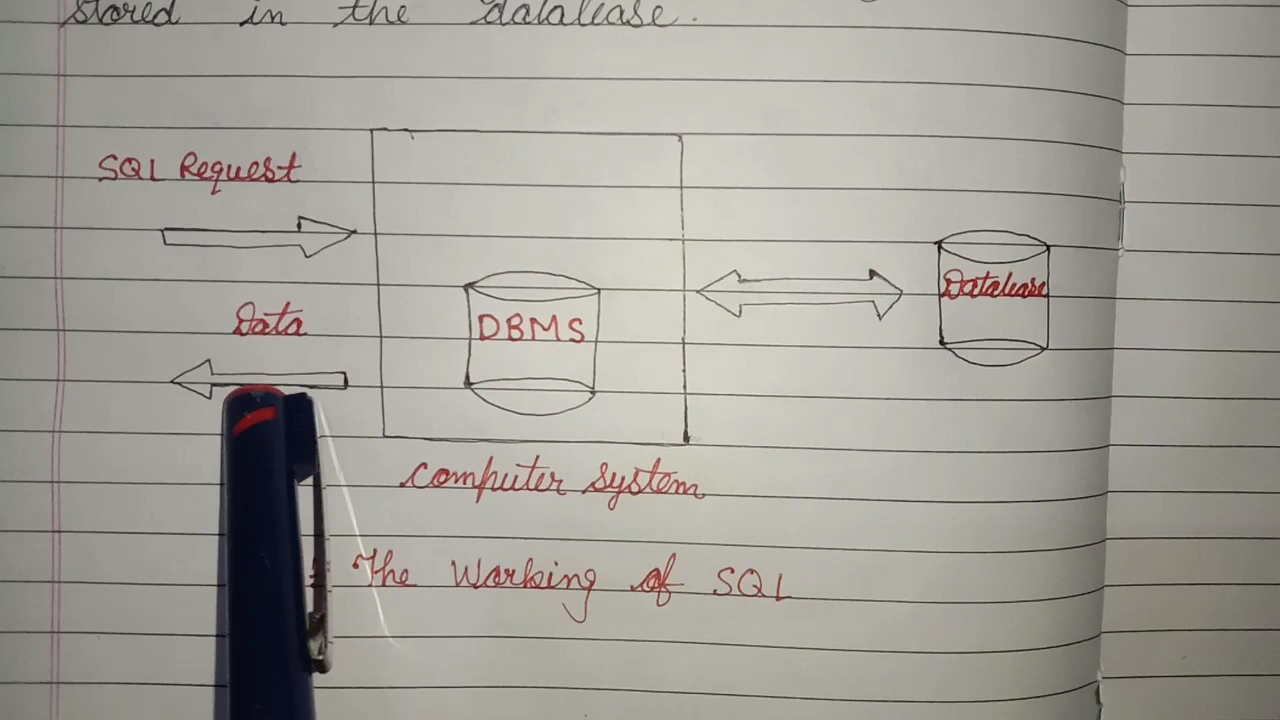 stored in the database.
SQL Request
Data
DBMS
Database
Computer System
The Working of SQL